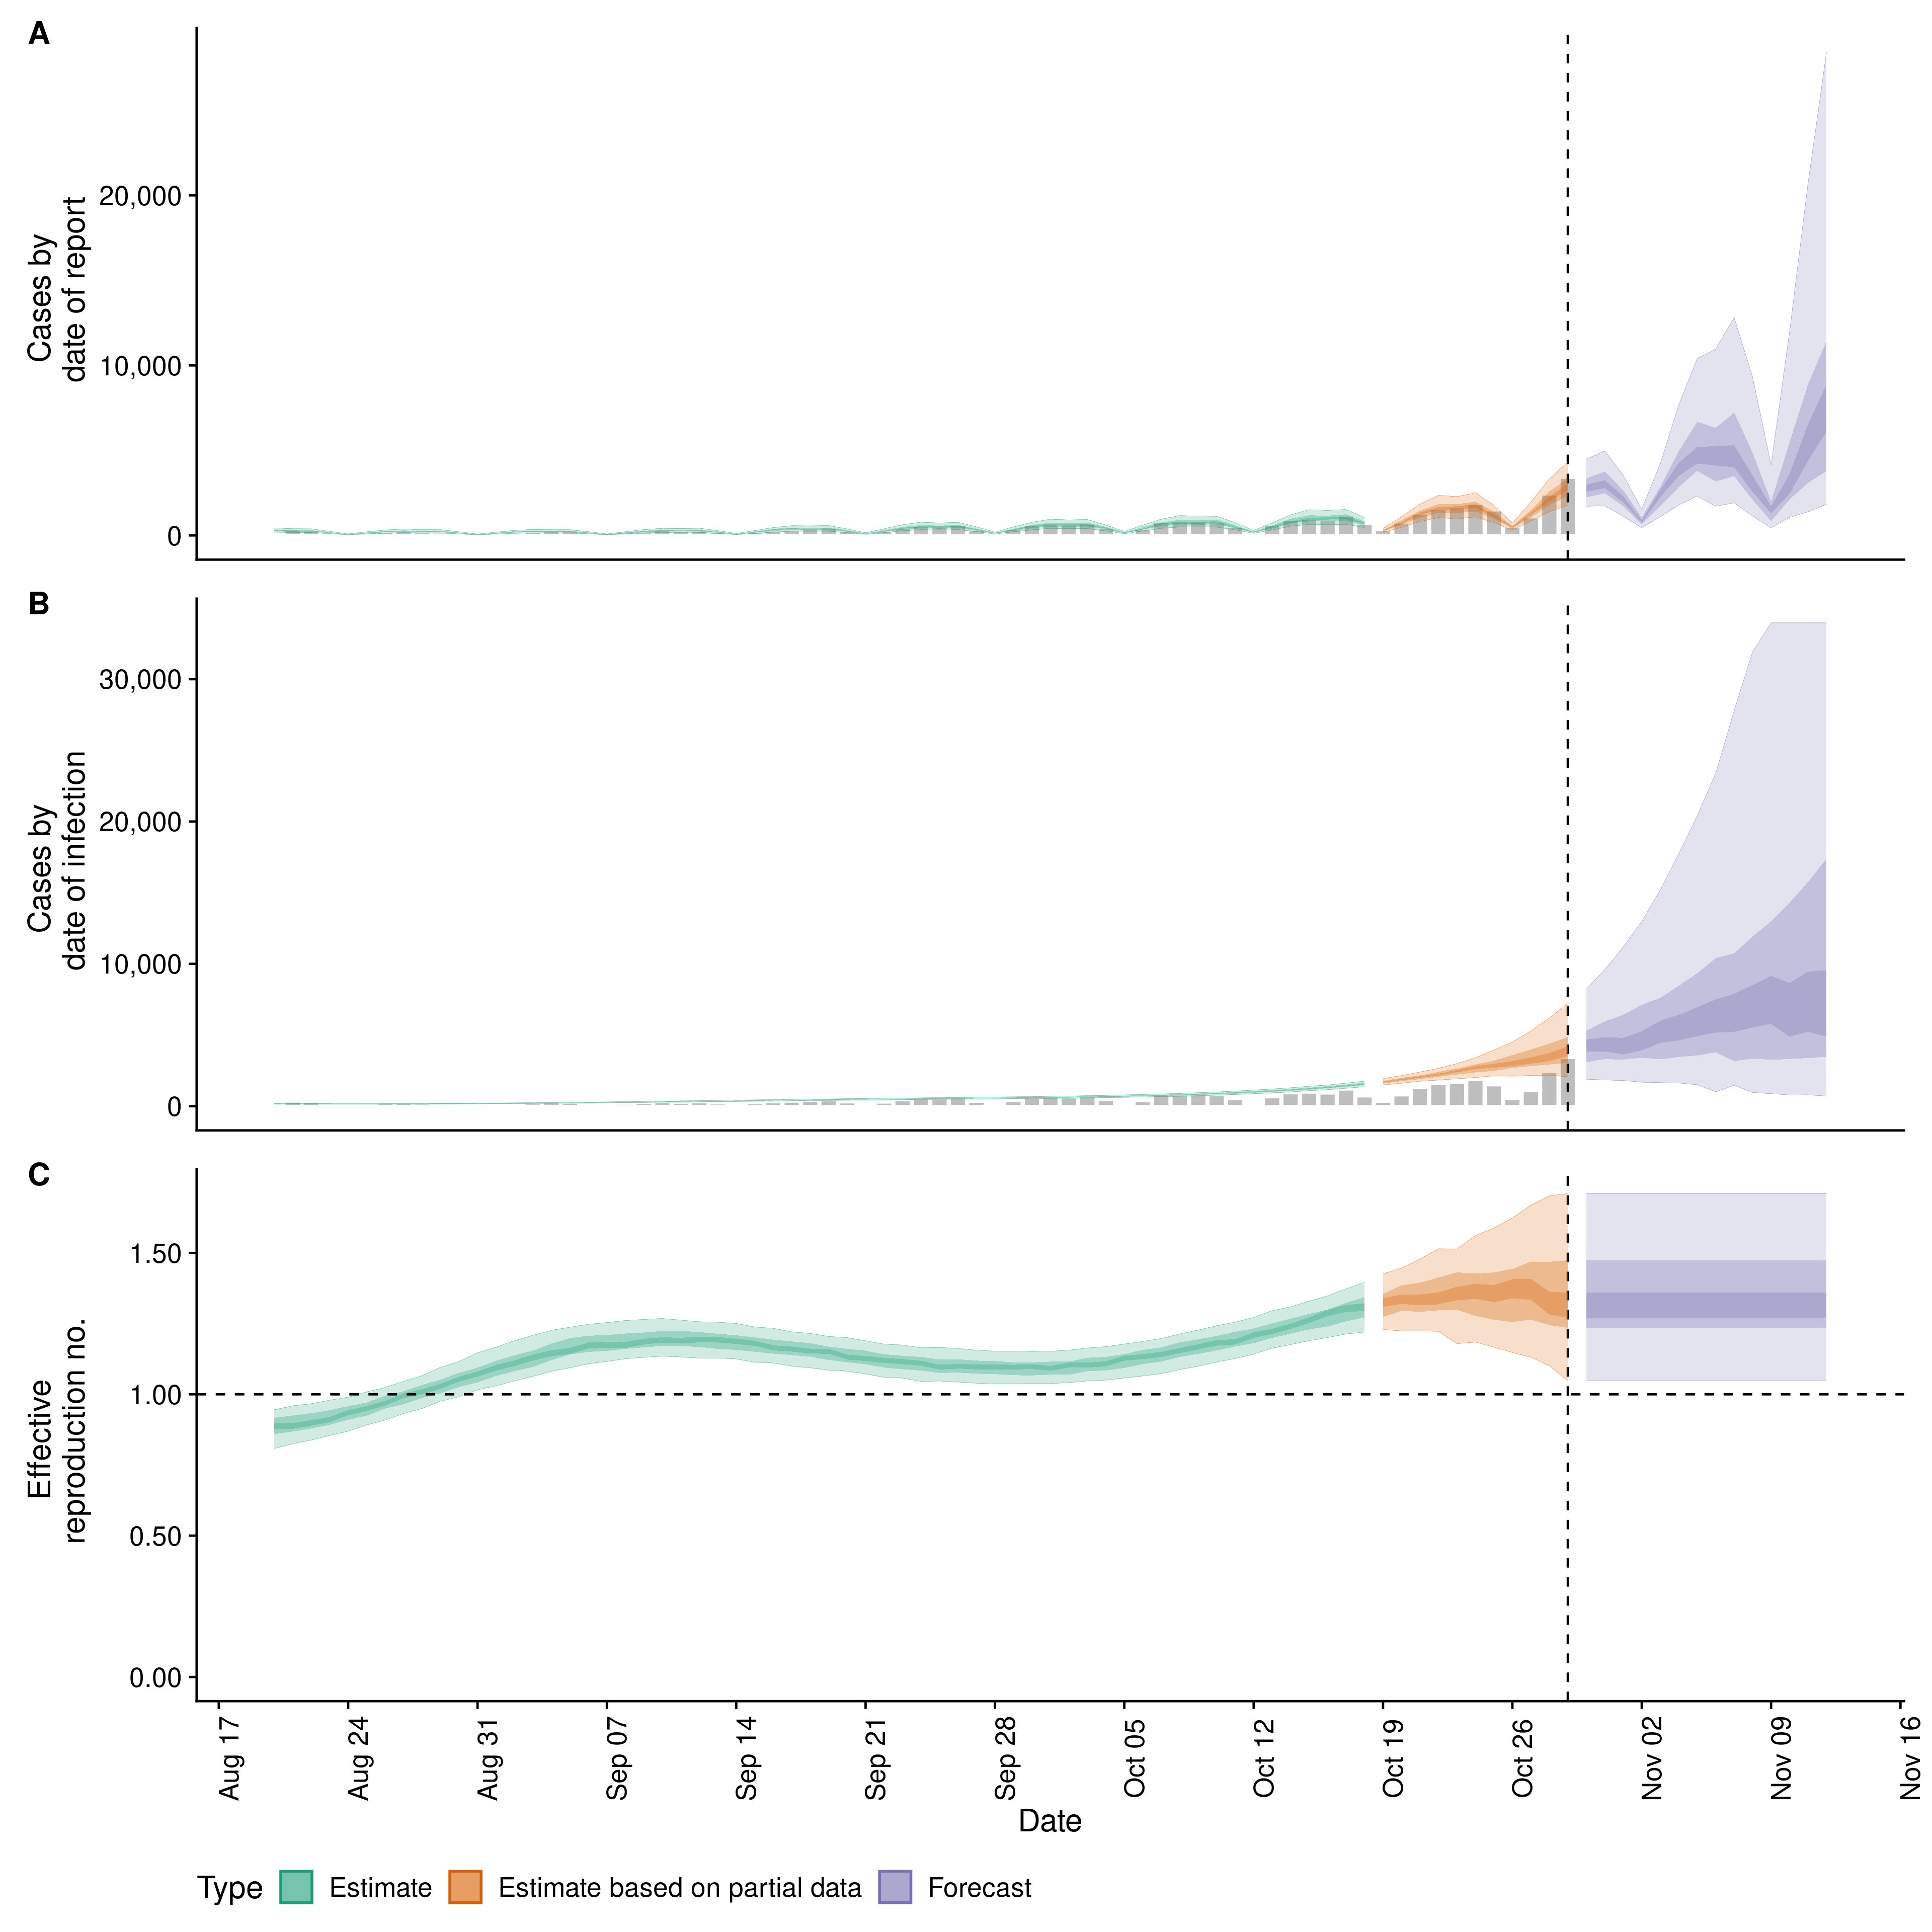 A
Cases by
date of report
20,000
10,000
0
B
Cases by
date of infection
30,000
20,000
10,000
0
C
Effective
reproduction no.
1.50
1.00
0.50
0.00
Aug 17
Aug 24
Aug 31
Sep 07
Sep 14
Sep 21
Sep 28
Oct 05
Oct 12
Oct 19
Oct 26
Nov 02
Nov 09
Nov 16
Date
Type Estimate Estimate based on partial data Forecast